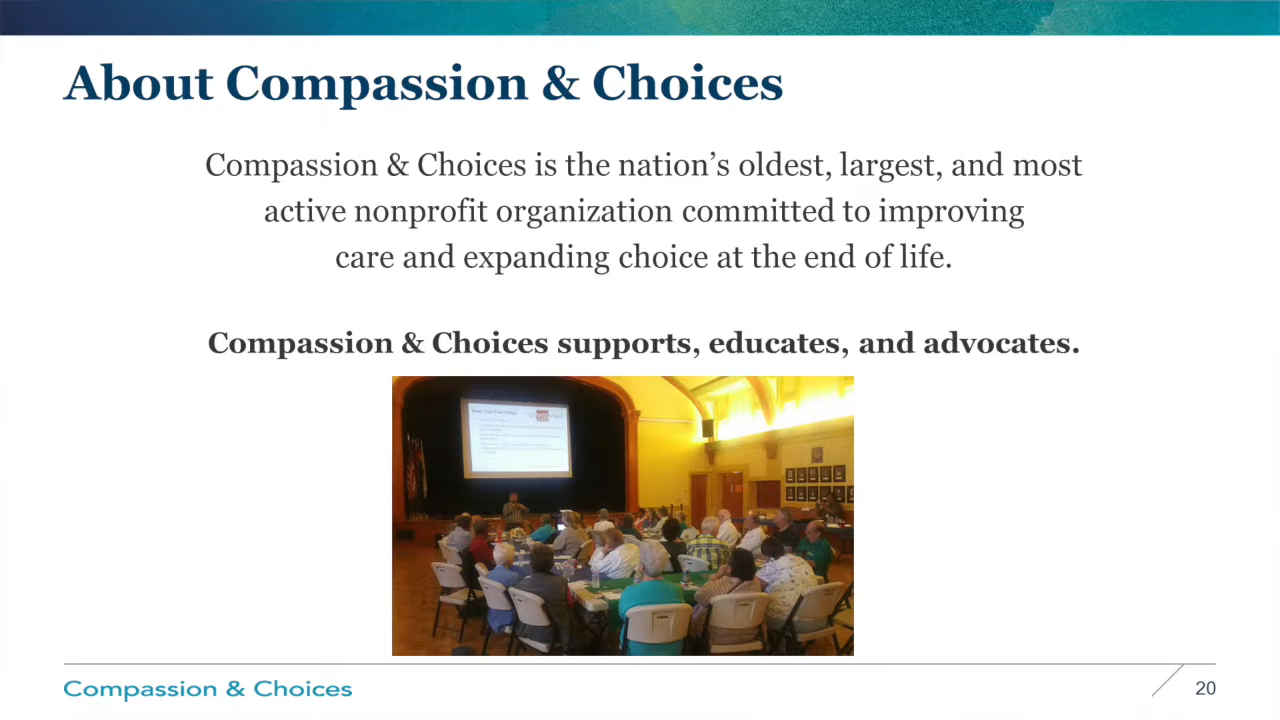 About Compassion & Choices
Compassion & Choices is the nation’s oldest, largest, and most
active nonprofit organization committed to improving
care and expanding choice at the end of life.
Compassion & Choices supports, educates, and advocates.
Compassion & Choices
20